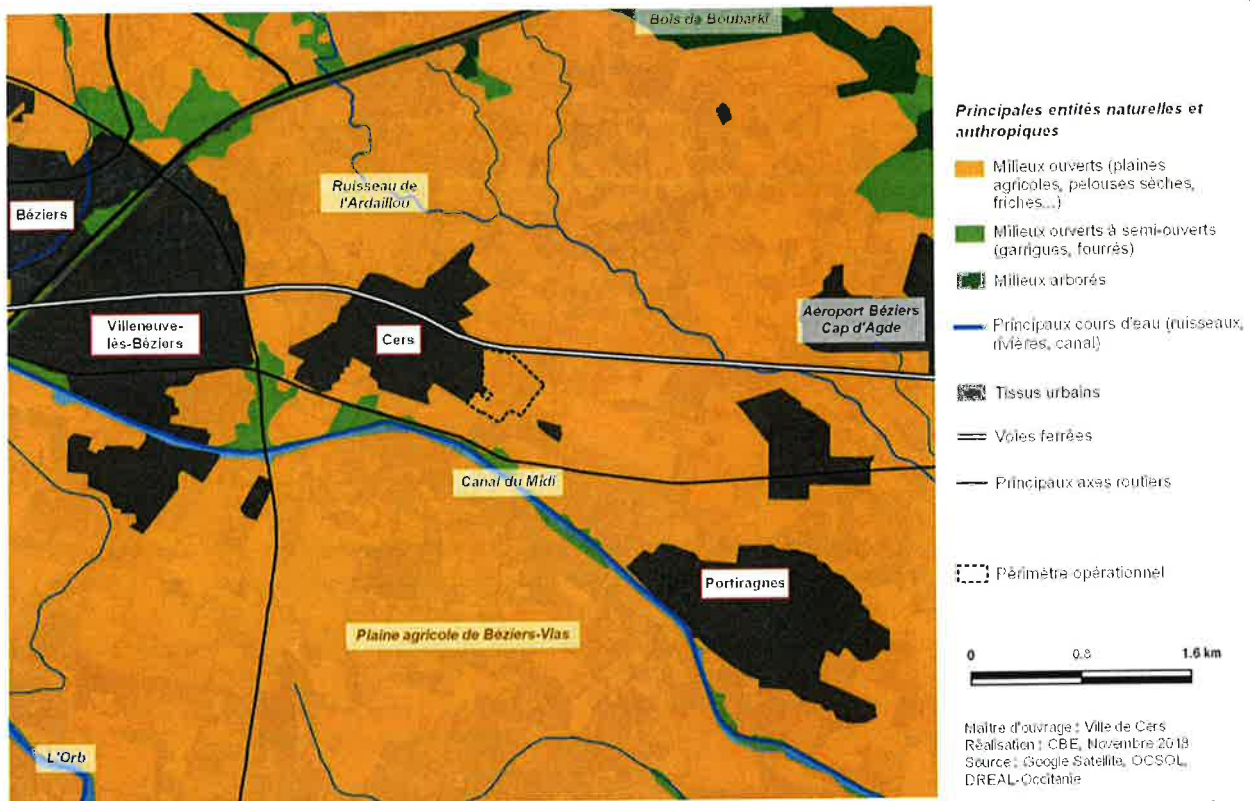 Bois de Boubarki
Ruisseau de
l'Ardaillou
Béziers
Villeneuve-
lès-Béziers
Cers
Aéroport Béziers
Cap d'Agde
Canal du Midi
Portiragnes
Plaine agricole de Béziers-Vias
L'Orb
Principales entités naturelles et
anthropiques
Milieux ouverts (plaines
agricoles, pelouses sèches,
friches...)
Milieux ouverts à semi-ouverts
(garrigues, fourrés)
Milieux arborés
Principaux cours d'eau (ruisseaux,
rivières, canal)
Tissus urbains
Voies ferrées
Principaux axes routiers
Périmètre opérationnel
0 0.8 1.6 km
Maître d'ouvrage : Ville de Cers
Réalisation : CBE, Novembre 2018
Source : Google Satellite, OCSOL,
DREAL-Occitanie